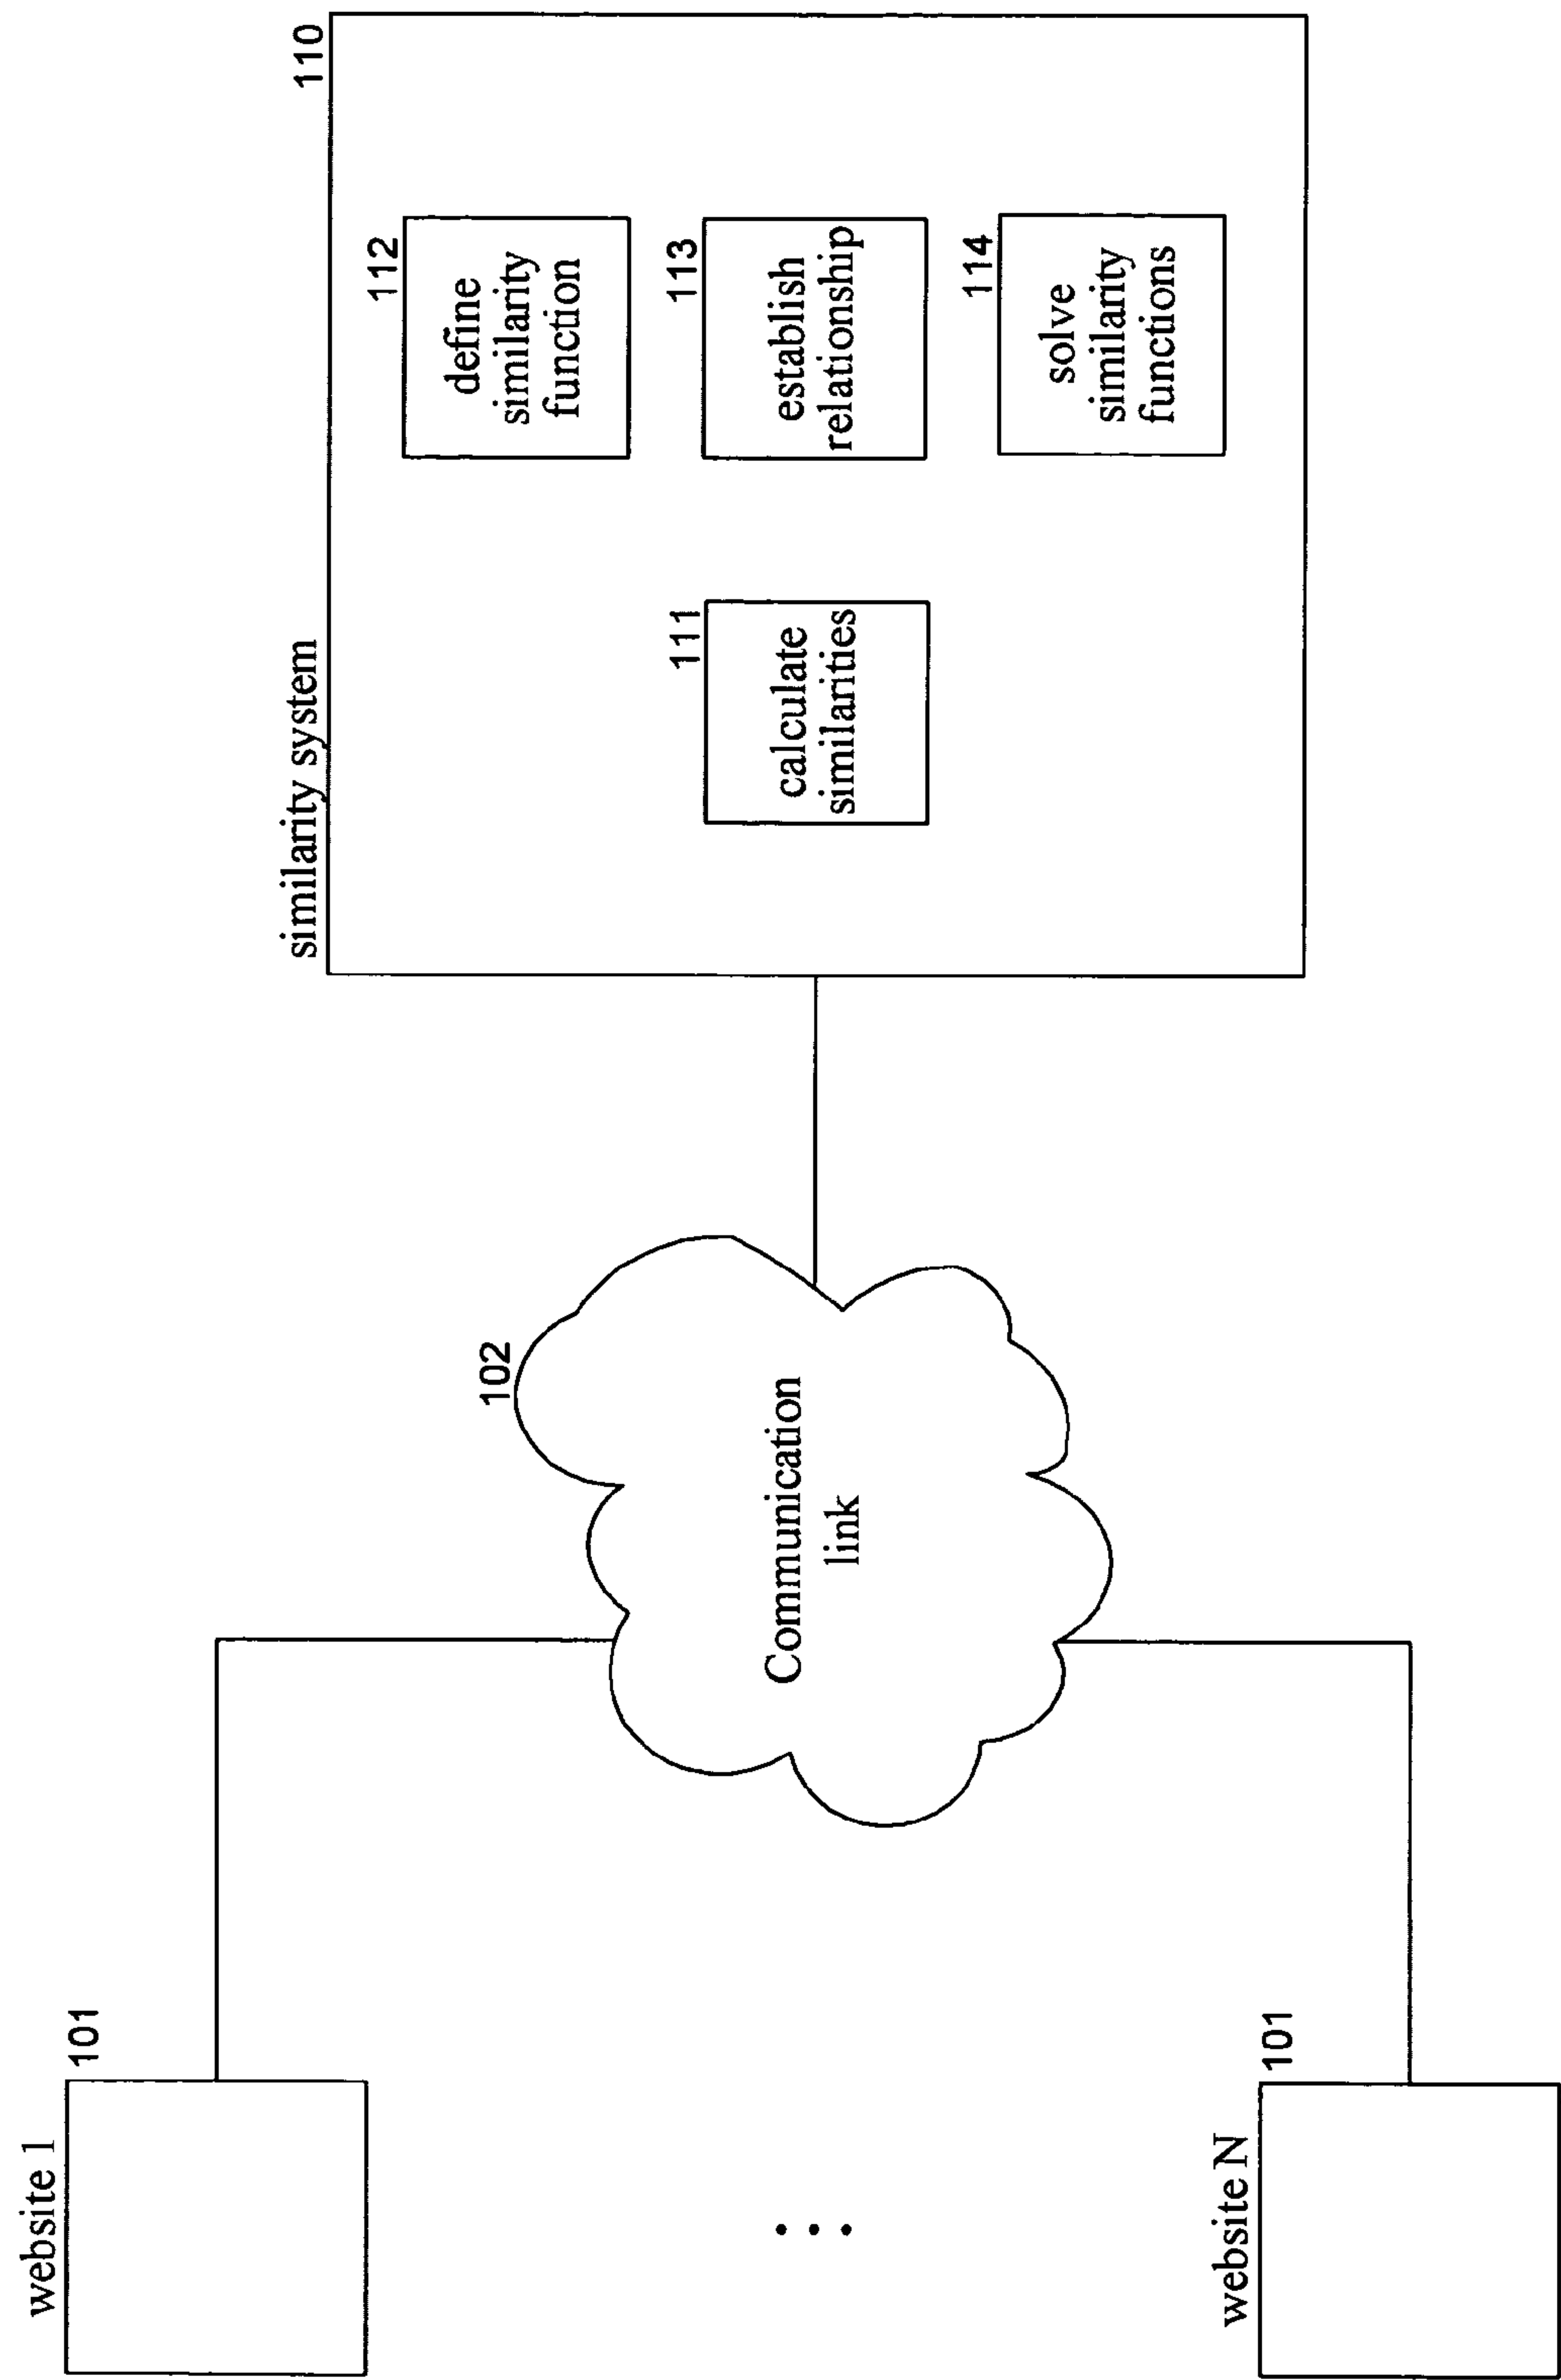 website 1
101
⋮
website N
101
102
Communication
link
similarity system
110
111
calculate
similarities
112
define
similarity
function
113
establish
relationship
114
solve
similarity
functions